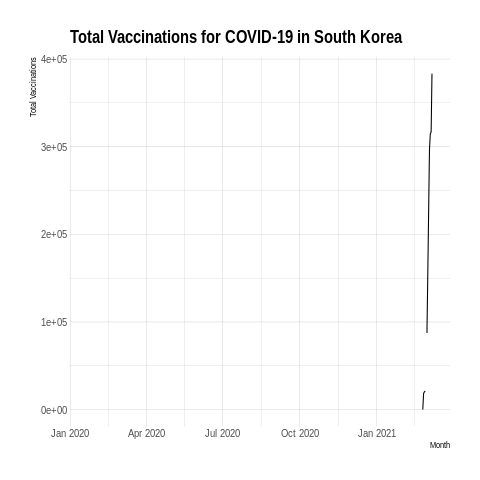 Total Vaccinations for COVID-19 in South Korea
Total Vaccinations
4e+05
3e+05
2e+05
1e+05
0e+00
Jan 2020 Apr 2020 Jul 2020 Oct 2020 Jan 2021
Month